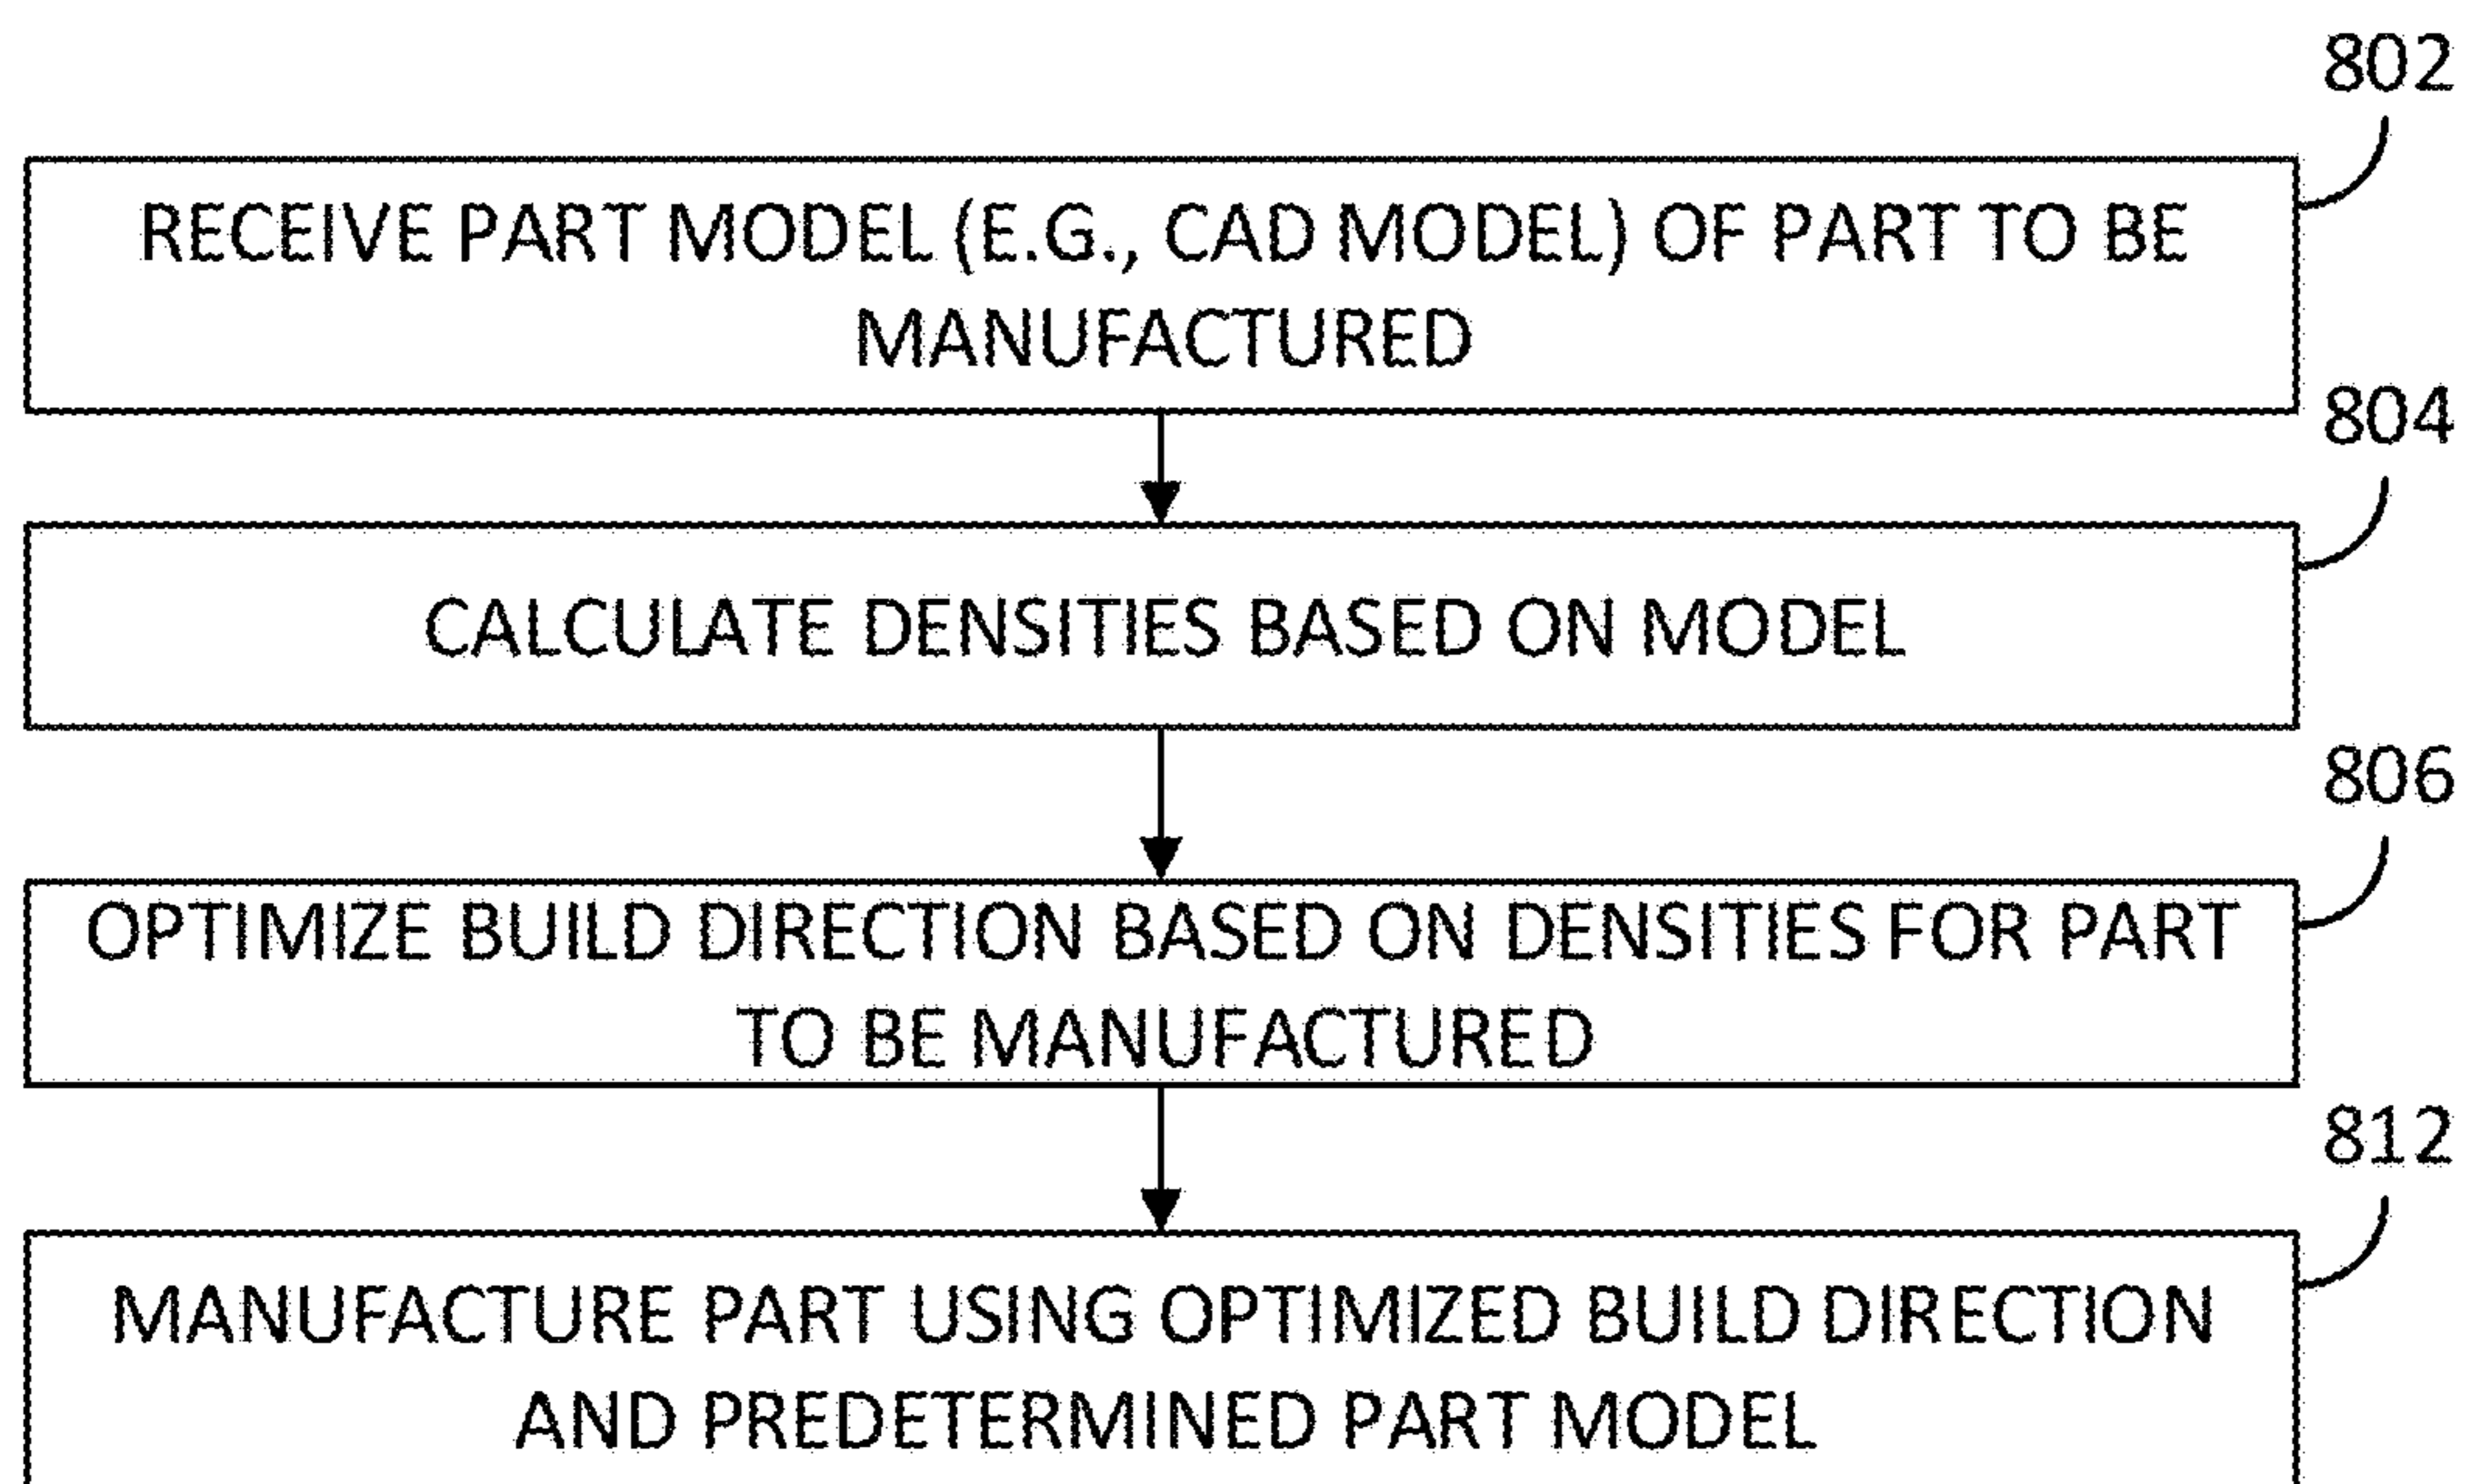 802
RECEIVE PART MODEL (E.G., CAD MODEL) OF PART TO BE
MANUFACTURED
804
CALCULATE DENSITIES BASED ON MODEL
806
OPTIMIZE BUILD DIRECTION BASED ON DENSITIES FOR PART
TO BE MANUFACTURED
812
MANUFACTURE PART USING OPTIMIZED BUILD DIRECTION
AND PREDETERMINED PART MODEL